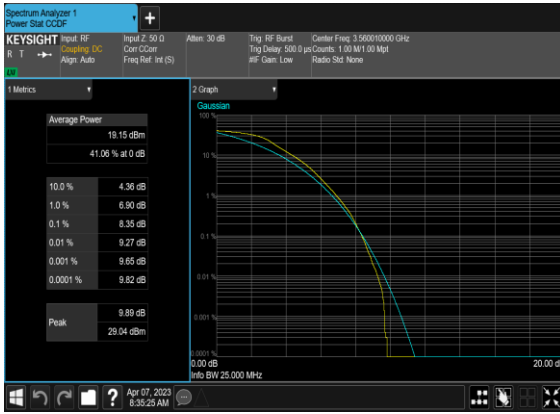 Spectrum Analyzer 1
Power Stat CCDF
KEYSIGHT
R T
Input: RF
Coupling: DC
Align: Auto
Input Z: 50 Ω
Corr CCorr
Freq Ref: Int (S)
Atten: 30 dB
Trig: RF Burst
Trig Delay: 500.0 µs
#IF Gain: Low
Center Freq: 3.560010000 GHz
Counts: 1.00 M/1.00 Mpt
Radio Std: None
1 Metrics
Average Power
19.15 dBm
41.06 % at 0 dB
10.0 % 4.36 dB
1.0 % 6.90 dB
0.1 % 8.35 dB
0.01 % 9.27 dB
0.001 % 9.65 dB
0.0001 % 9.82 dB
Peak
9.89 dB
29.04 dBm
2 Graph
Gaussian
100 %
10 %
1 %
0.1 %
0.01 %
0.001 %
0.0001 %
0.00 dB
20.00 d
Info BW 25.000 MHz
?
Apr 07, 2023
8:35:25 AM